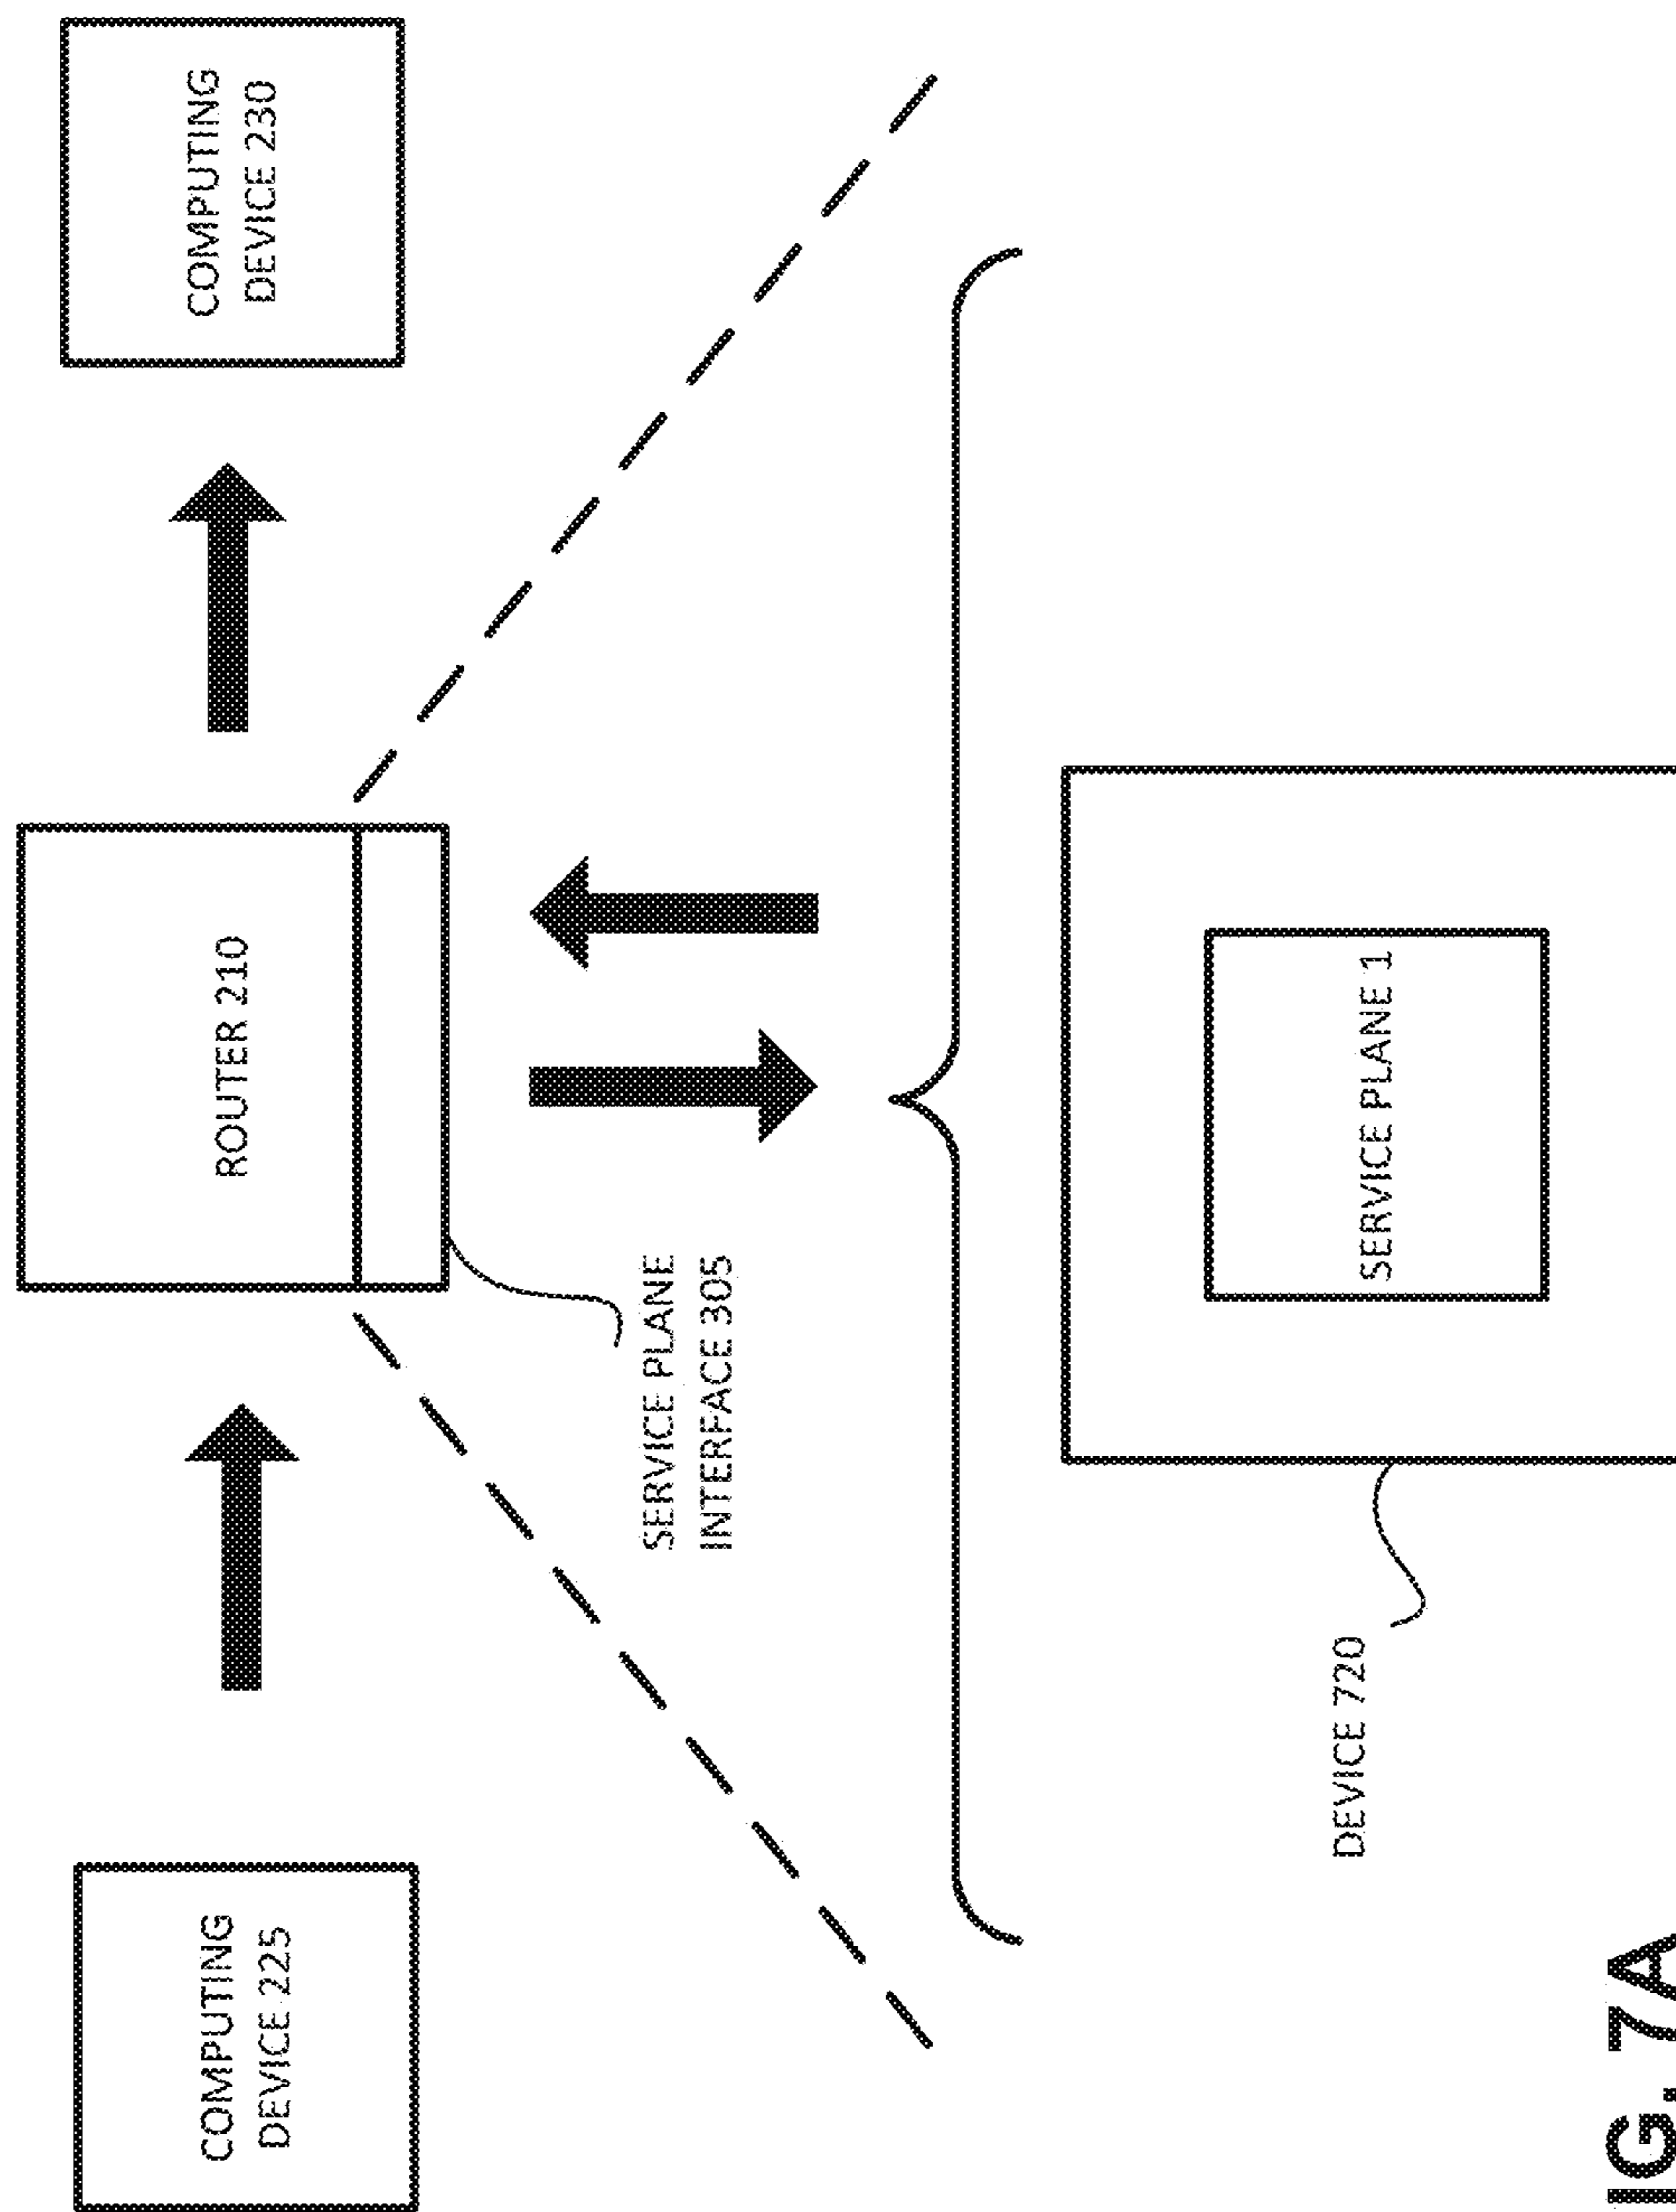 COMPUTING
DEVICE 225
ROUTER 210
COMPUTING
DEVICE 230
SERVICE PLANE
INTERFACE 305
DEVICE 720
SERVICE PLANE 1
IG. 7A